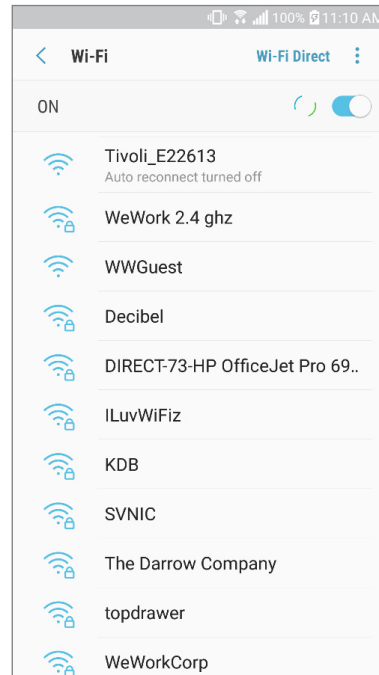 100% 11:10 AM
Wi-Fi Wi-Fi Direct
ON
Tivoli_E22613
Auto reconnect turned off
WeWork 2.4 ghz
WWGuest
Decibel
DIRECT-73-HP OfficeJet Pro 69..
ILuvWiFiz
KDB
SVNIC
The Darrow Company
topdrawer
WeWorkCorp